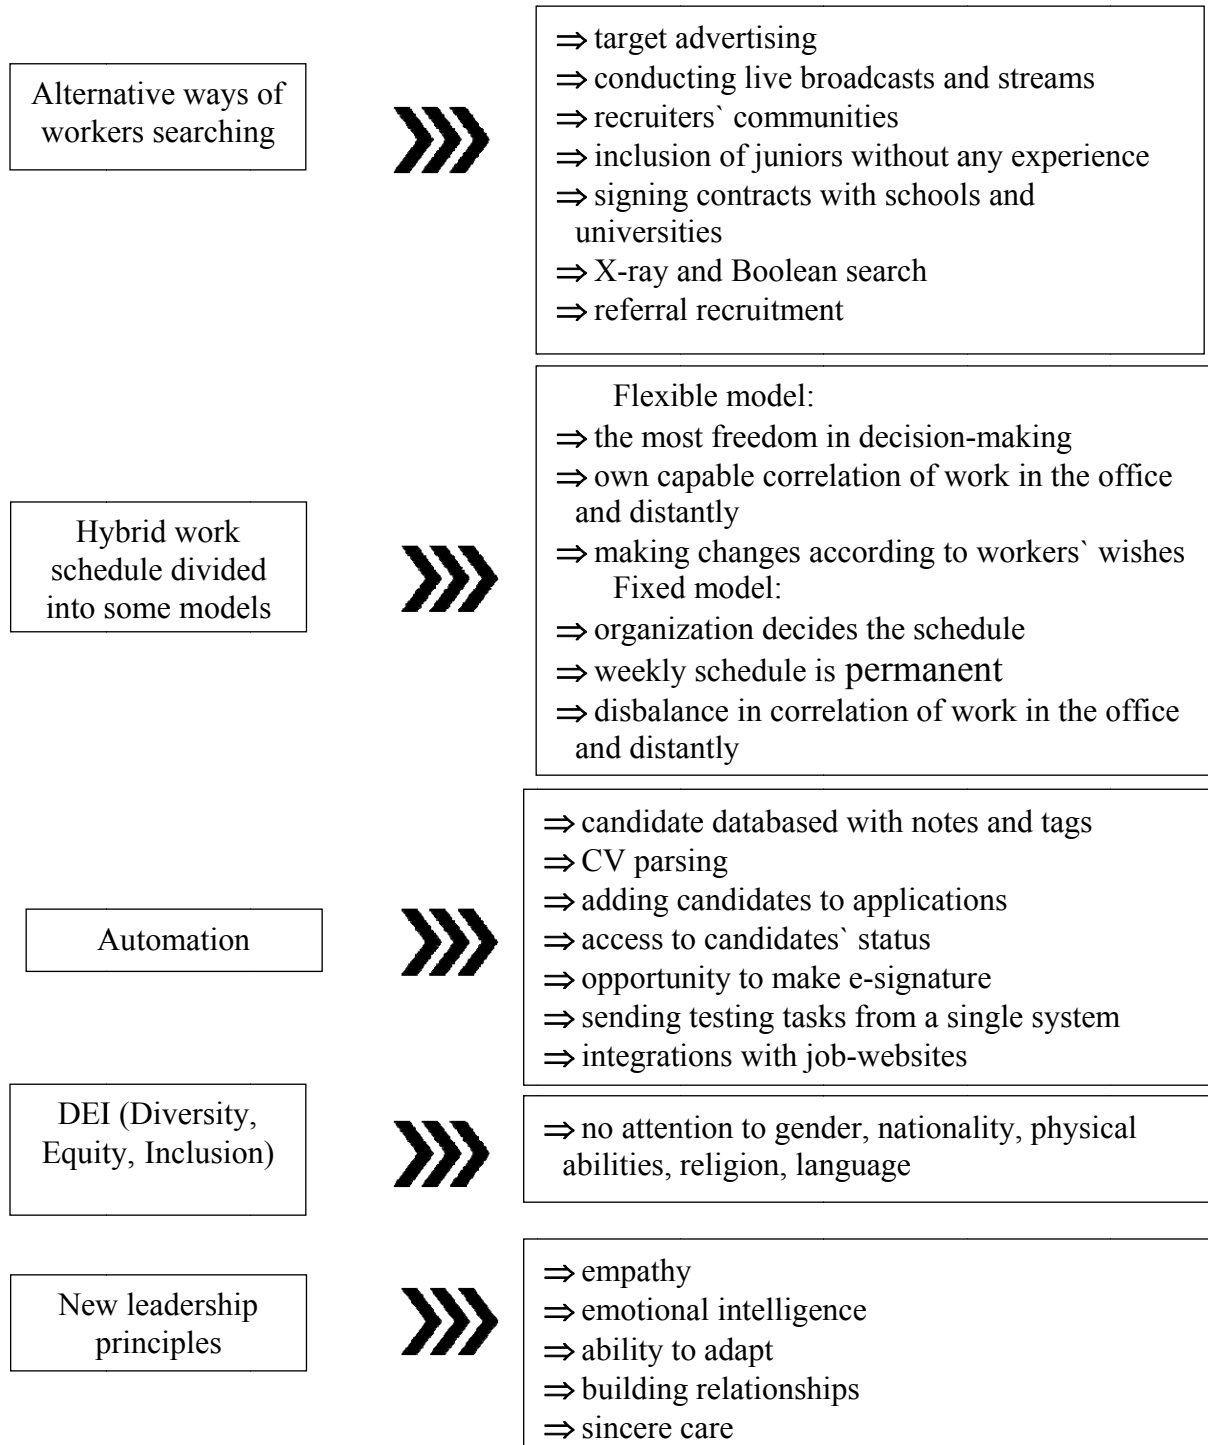 Alternative ways of
workers searching
⇒ target advertising
⇒ conducting live broadcasts and streams
⇒ recruiters` communities
⇒ inclusion of juniors without any experience
⇒ signing contracts with schools and
universities
⇒ X-ray and Boolean search
⇒ referral recruitment
Hybrid work
schedule divided
into some models
Flexible model:
⇒ the most freedom in decision-making
⇒ own capable correlation of work in the office
and distantly
⇒ making changes according to workers` wishes
Fixed model:
⇒ organization decides the schedule
⇒ weekly schedule is permanent
⇒ disbalance in correlation of work in the office
and distantly
Automation
⇒ candidate databased with notes and tags
⇒ CV parsing
⇒ adding candidates to applications
⇒ access to candidates` status
⇒ opportunity to make e-signature
⇒ sending testing tasks from a single system
⇒ integrations with job-websites
DEI (Diversity,
Equity, Inclusion)
⇒ no attention to gender, nationality, physical
abilities, religion, language
New leadership
principles
⇒ empathy
⇒ emotional intelligence
⇒ ability to adapt
⇒ building relationships
⇒ sincere care